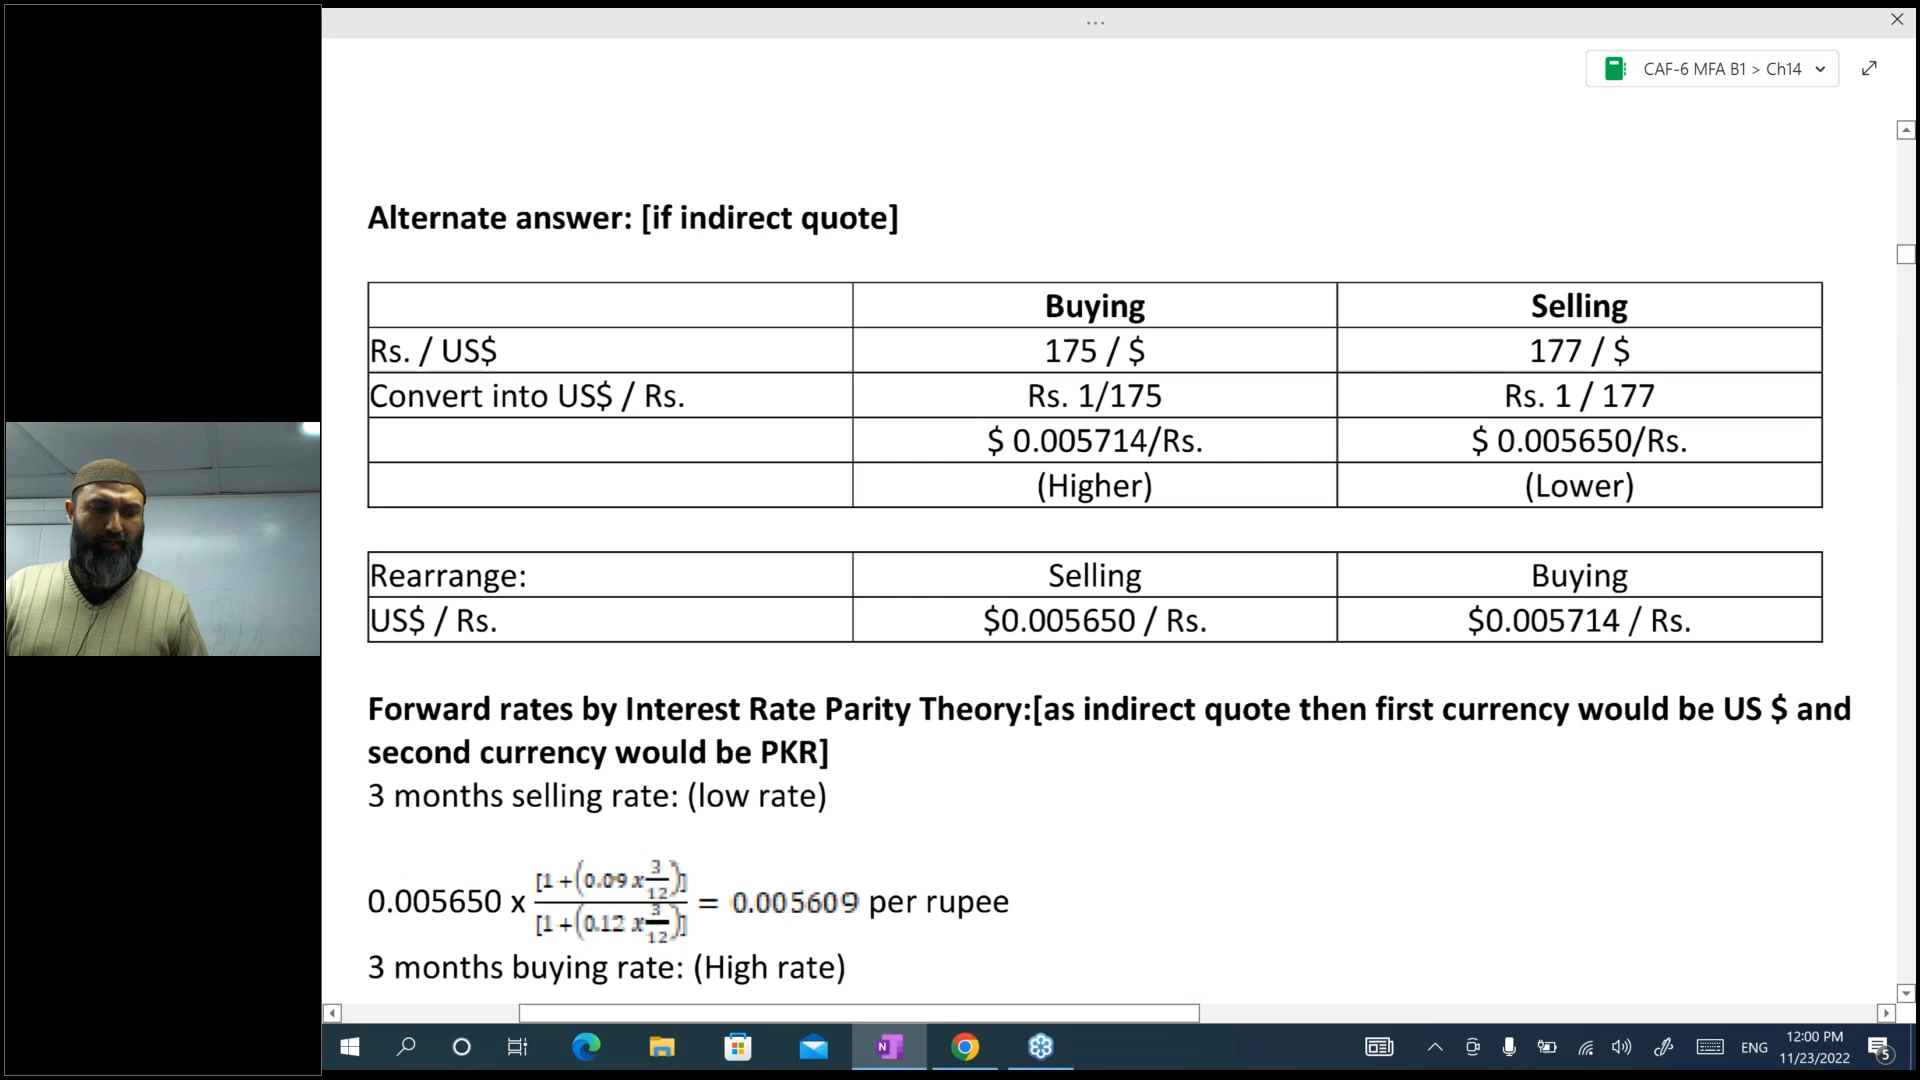 CAF-6 MFA B1 > Ch14
Alternate answer: [if indirect quote]
Buying Selling
Rs. / US$ 175 / $ 177 / $
Convert into US$ / Rs. Rs. 1/175 Rs. 1 / 177
$ 0.005714/Rs. $ 0.005650/Rs.
(Higher) (Lower)
Rearrange: Selling Buying
US$ / Rs. $0.005650 / Rs. $0.005714 / Rs.
Forward rates by Interest Rate Parity Theory:[as indirect quote then first currency would be US $ and
second currency would be PKR]
3 months selling rate: (low rate)
0.005650 x [1 +(0.09 x 3/12)] / [1 +(0.12 x 3/12)] = 0.005609 per rupee
3 months buying rate: (High rate)
ENG
12:00 PM
11/23/2022
5